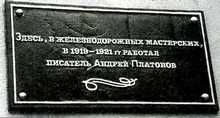 Здесь, в железнодорожных мастерских,
в 1919–1921 гг работал
писатель Андрей Платонов